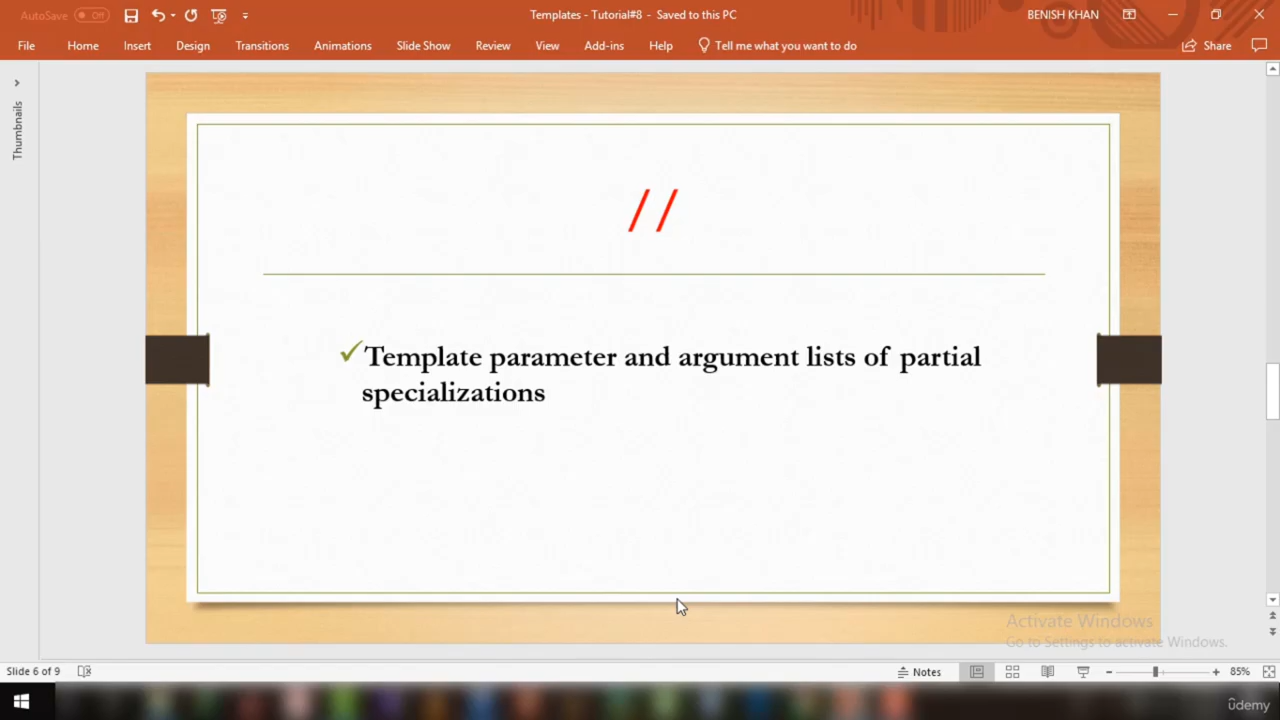 AutoSave Off
Templates - Tutorial#8 - Saved to this PC
BENISH KHAN
File Home Insert Design Transitions Animations Slide Show Review View Add-ins Help Tell me what you want to do Share
Thumbnails
//
✓Template parameter and argument lists of partial
specializations
Activate Windows
Go to Settings to activate Windows.
Slide 6 of 9
Notes
85%
ûdemy